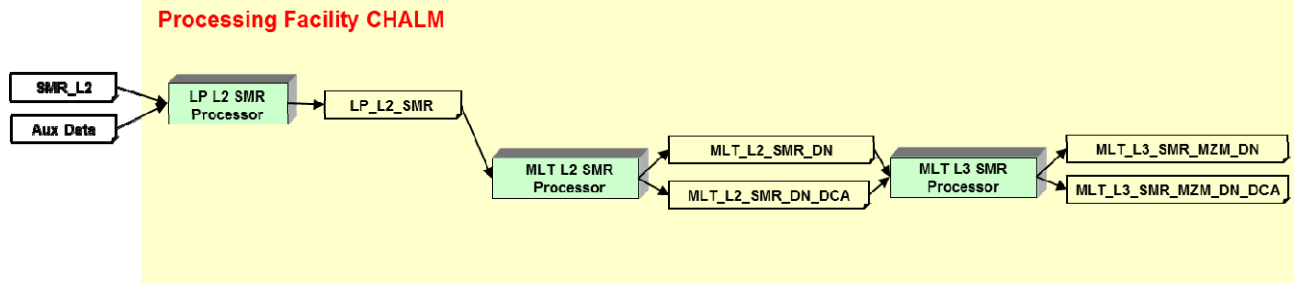 Processing Facility CHALM
SMR_L2
Aux Data
LP L2 SMR
Processor
LP_L2_SMR
MLT L2 SMR
Processor
MLT_L2_SMR_DN
MLT_L2_SMR_DN_DCA
MLT L3 SMR
Processor
MLT_L3_SMR_MZM_DN
MLT_L3_SMR_MZM_DN_DCA